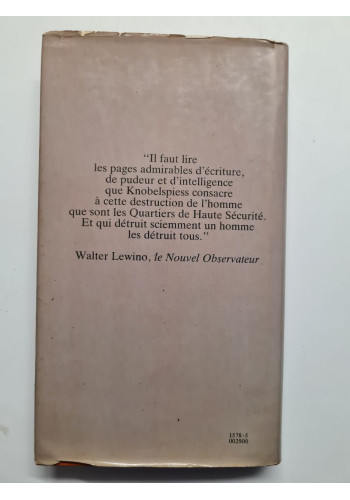 "Il faut lire
les pages admirables d'écriture,
de pudeur et d'intelligence
que Knobelspiess consacre
à cette destruction de l'homme
que sont les Quartiers de Haute Sécurité.
Et qui détruit sciemment un homme
les détruit tous."
Walter Lewino, le Nouvel Observateur
1578-5
002900